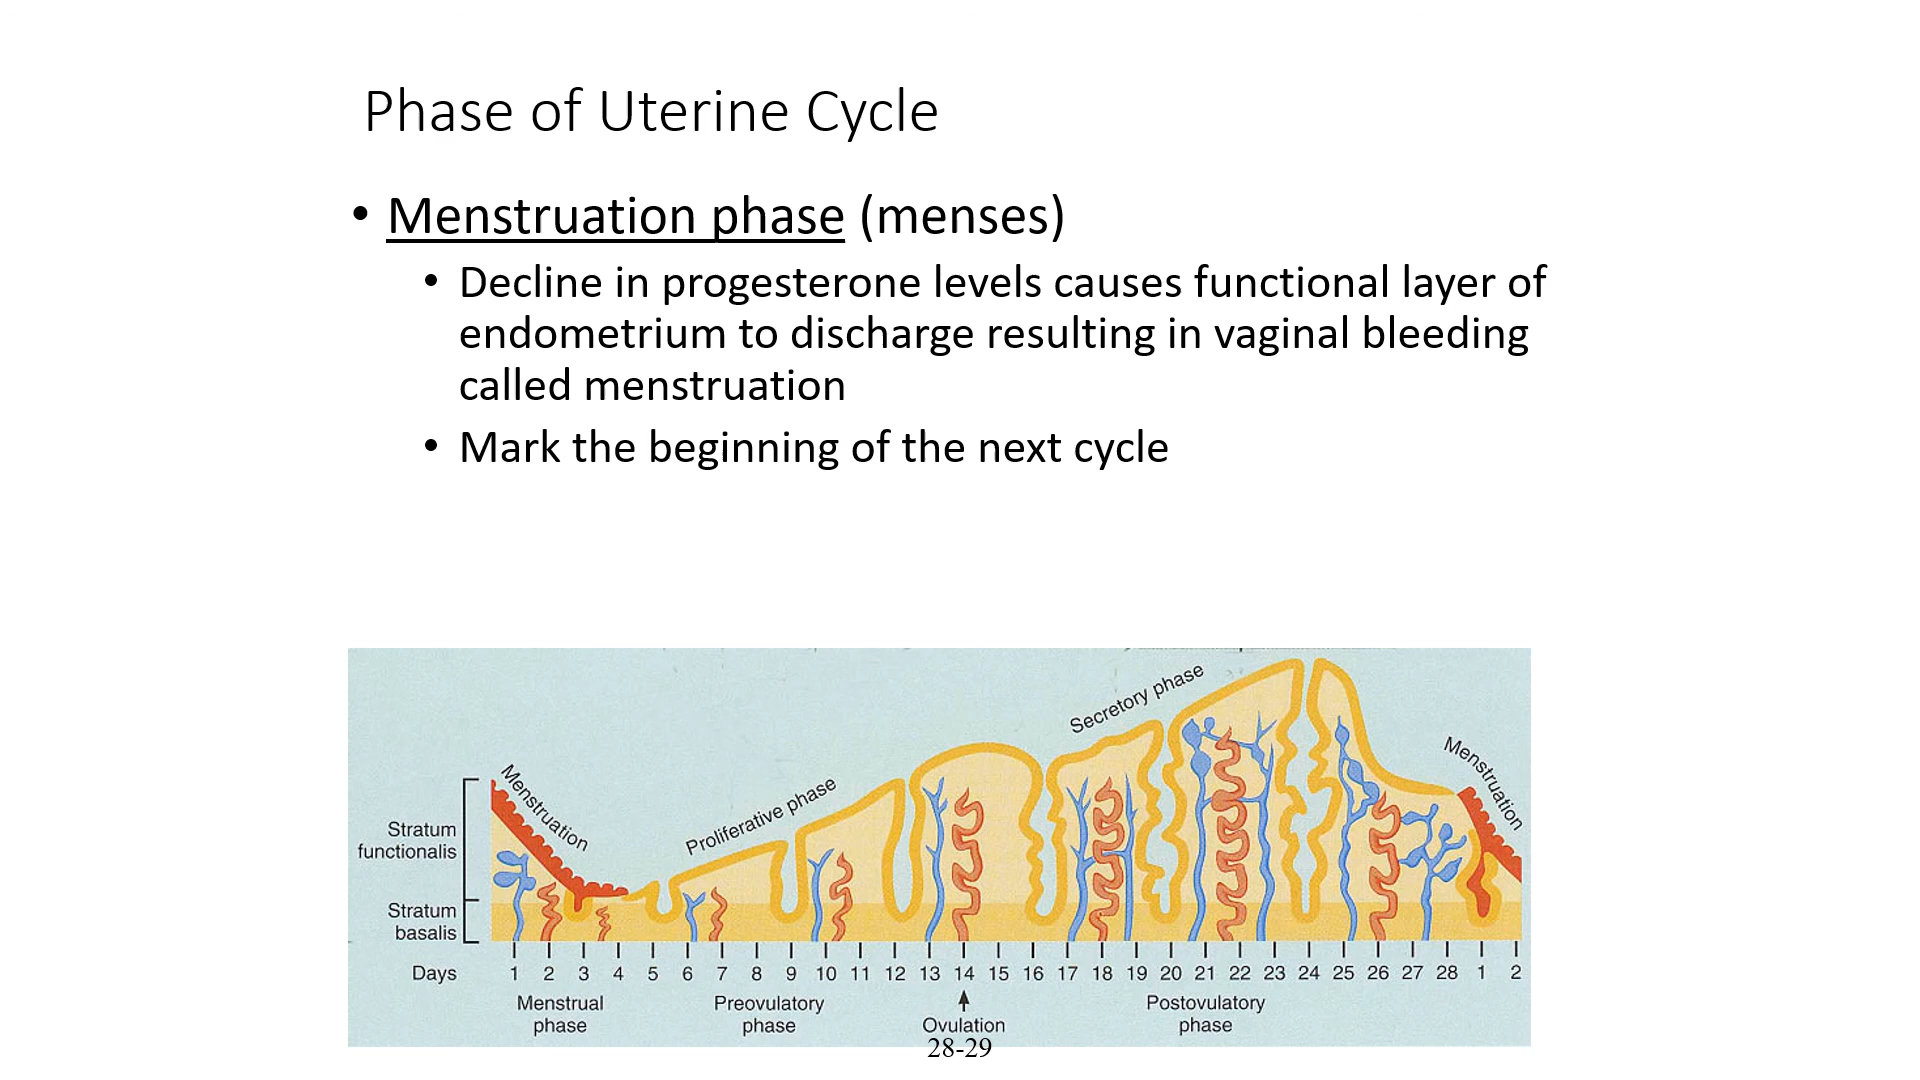 Phase of Uterine Cycle
• Menstruation phase (menses)
• Decline in progesterone levels causes functional layer of
endometrium to discharge resulting in vaginal bleeding
called menstruation
• Mark the beginning of the next cycle
Secretory phase
Menstruation
Menstruation
Proliferative phase
Stratum
functionalis
Stratum
basalis
Days 1 2 3 4 5 6 7 8 9 10 11 12 13 14 15 16 17 18 19 20 21 22 23 24 25 26 27 28 1 2
Menstrual
phase
Preovulatory
phase
Ovulation
Postovulatory
phase
28-29